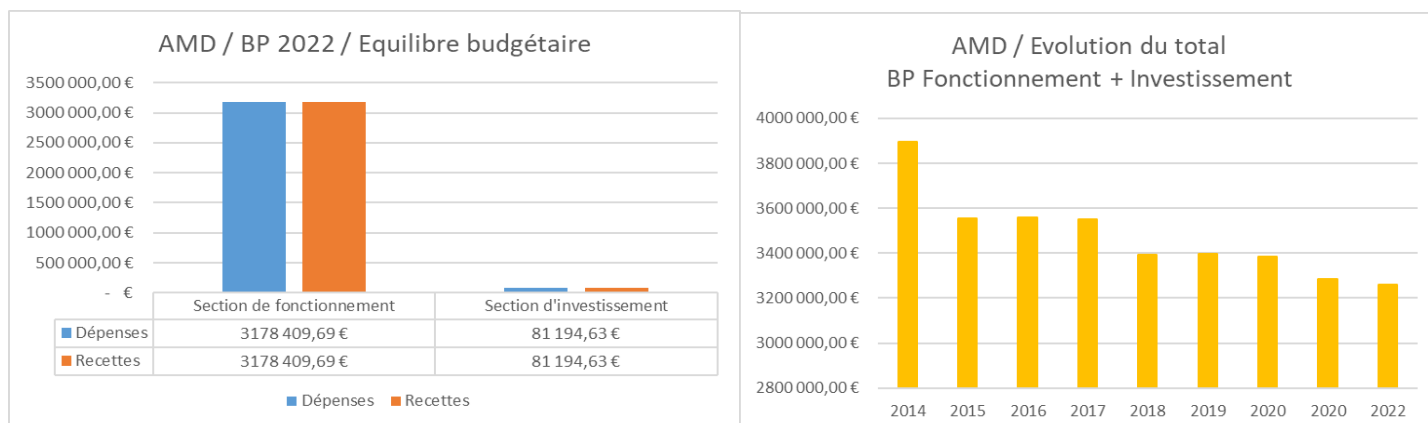 AMD / BP 2022 / Equilibre budgétaire
3500 000,00 €
3000 000,00 €
2500 000,00 €
2000 000,00 €
1500 000,00 €
1000 000,00 €
500 000,00 €
- €
Section de fonctionnement Section d'investissement
Dépenses 3178 409,69 € 81 194,63 €
Recettes 3178 409,69 € 81 194,63 €
Dépenses Recettes
AMD / Evolution du total
BP Fonctionnement + Investissement
4000 000,00 €
3800 000,00 €
3600 000,00 €
3400 000,00 €
3200 000,00 €
3000 000,00 €
2800 000,00 €
2014 2015 2016 2017 2018 2019 2020 2020 2022